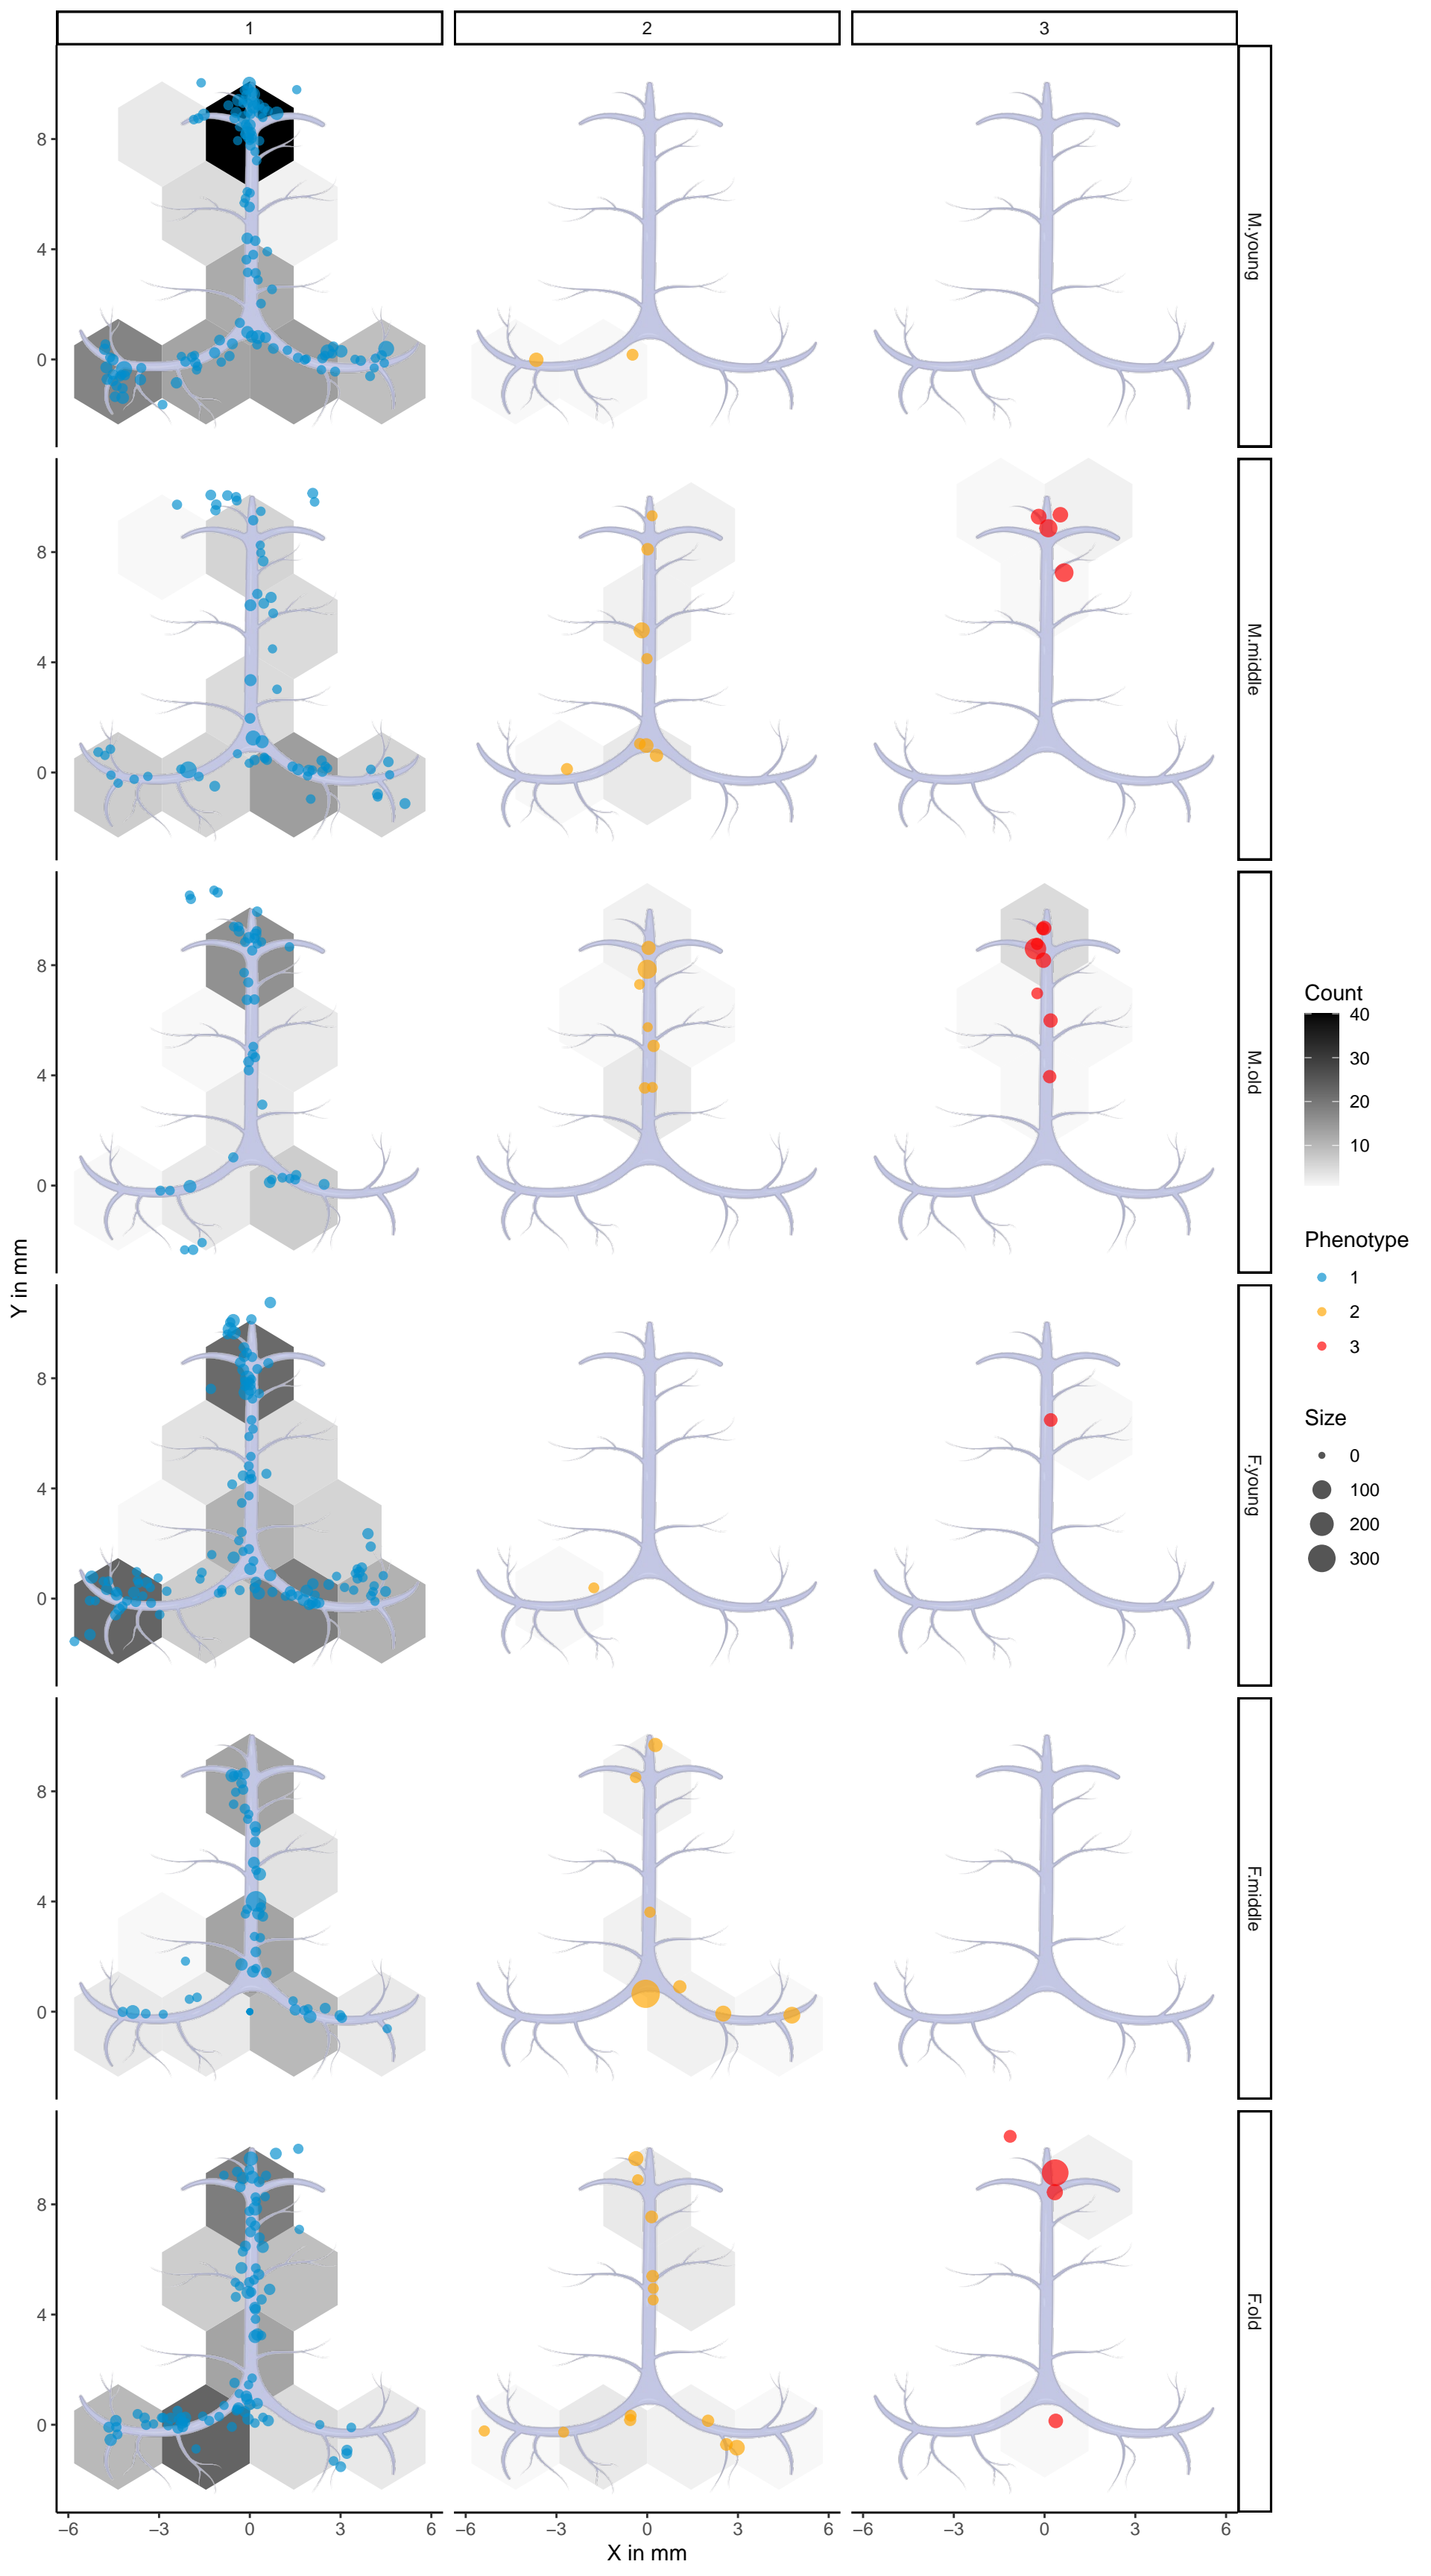 1 2 3
8
4
0
M.young
8
4
0
M.middle
8
4
0
M.old
8
4
0
F.young
8
4
0
F.middle
8
4
0
F.old
Y in mm
−6 −3 0 3 6 −6 −3 0 3 6 −6 −3 0 3 6
X in mm
Count
40
30
20
10
Phenotype
1
2
3
Size
0
100
200
300